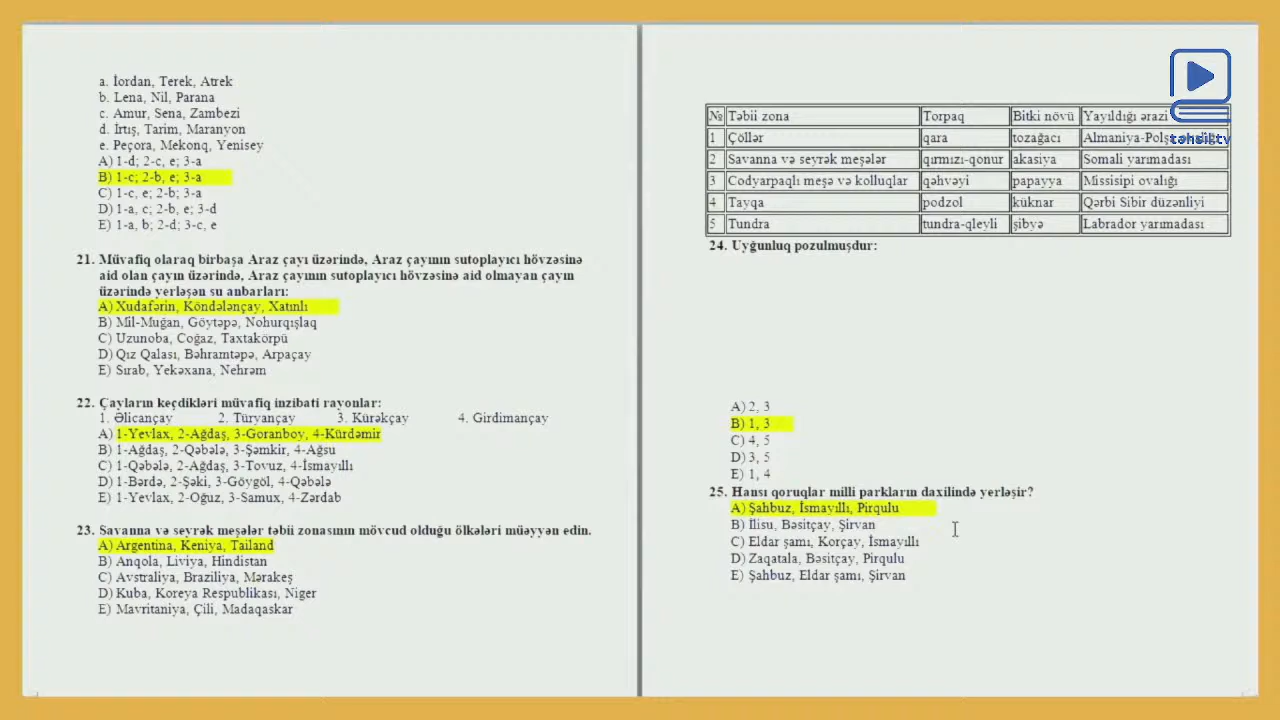 a. İordan, Terek, Atrek
b. Lena, Nil, Parana
c. Amur, Sena, Zambezi
d. İrtış, Tarim, Maranyon
e. Peçora, Mekonq, Yenisey
A) 1-d; 2-c, e; 3-a
B) 1-c; 2-b, e; 3-a
C) 1-c, e; 2-b; 3-a
D) 1-a, c; 2-b, e; 3-d
E) 1-a, b; 2-d; 3-c, e
21. Müvafiq olaraq birbaşa Araz çayı üzərində, Araz çayının sutoplayıcı hövzəsinə
aid olan çayın üzərində, Araz çayının sutoplayıcı hövzəsinə aid olmayan çayın
üzərində yerləşən su anbarları:
A) Xudafərin, Köndələnçay, Xatınlı
B) Mil-Muğan, Göytəpə, Nohurqışlaq
C) Uzunoba, Coğaz, Taxtakörpü
D) Qız Qalası, Bəhramtəpə, Arpaçay
E) Sırab, Yekəxana, Nehrəm
22. Çayların keçdikləri müvafiq inzibati rayonlar:
1. Əlicançay 2. Türyançay 3. Kürəkçay 4. Girdimançay
A) 1-Yevlax, 2-Ağdaş, 3-Goranboy, 4-Kürdəmir
B) 1-Ağdaş, 2-Qəbələ, 3-Şəmkir, 4-Ağsu
C) 1-Qəbələ, 2-Ağdaş, 3-Tovuz, 4-İsmayıllı
D) 1-Bərdə, 2-Şəki, 3-Göygöl, 4-Qəbələ
E) 1-Yevlax, 2-Oğuz, 3-Samux, 4-Zərdab
23. Savanna və seyrək meşələr təbii zonasının mövcud olduğu ölkələri müəyyən edin.
A) Argentina, Keniya, Tailand
B) Anqola, Liviya, Hindistan
C) Avstraliya, Braziliya, Mərakeş
D) Kuba, Koreya Respublikası, Niger
E) Mavritaniya, Çili, Madaqaskar
№ Təbii zona Torpaq Bitki növü Yayıldığı ərazi
1 Çöllər qara tozağacı Almaniya-Polşa
2 Savanna və seyrək meşələr qırmızı-qonur akasiya Somali yarımadası
3 Codyarpaqlı meşə və kolluqlar qəhvəyi papayya Missisipi ovalığı
4 Tayqa podzol küknar Qərbi Sibir düzənliyi
5 Tundra tundra-qleyli şibyə Labrador yarımadası
təhsil tv
24. Uyğunluq pozulmuşdur:
A) 2, 3
B) 1, 3
C) 4, 5
D) 3, 5
E) 1, 4
25. Hansı qoruqlar milli parkların daxilində yerləşir?
A) Şahbuz, İsmayıllı, Pirqulu
B) İlisu, Bəsitçay, Şirvan
C) Eldar şamı, Korçay, İsmayıllı
D) Zaqatala, Bəsitçay, Pirqulu
E) Şahbuz, Eldar şamı, Şirvan